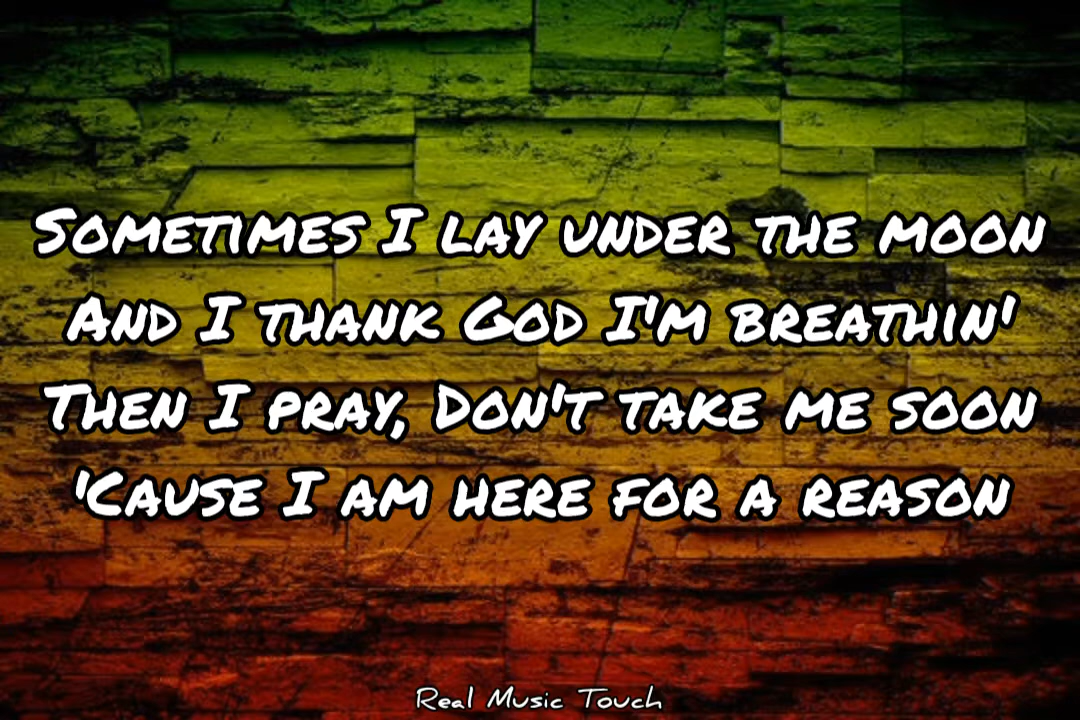 Sometimes I lay under the moon
And I thank God I'm breathin'
Then I pray, Don't take me soon
'Cause I am here for a reason
Real Music Touch